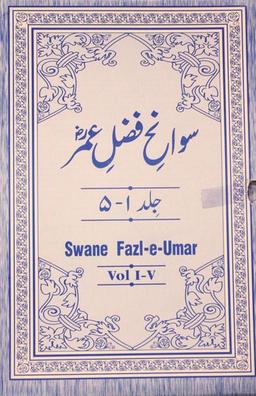 سوانح فضلِ عمرؓ
جلد ۱-۵
Swane Fazl-e-Umar
Vol I-V